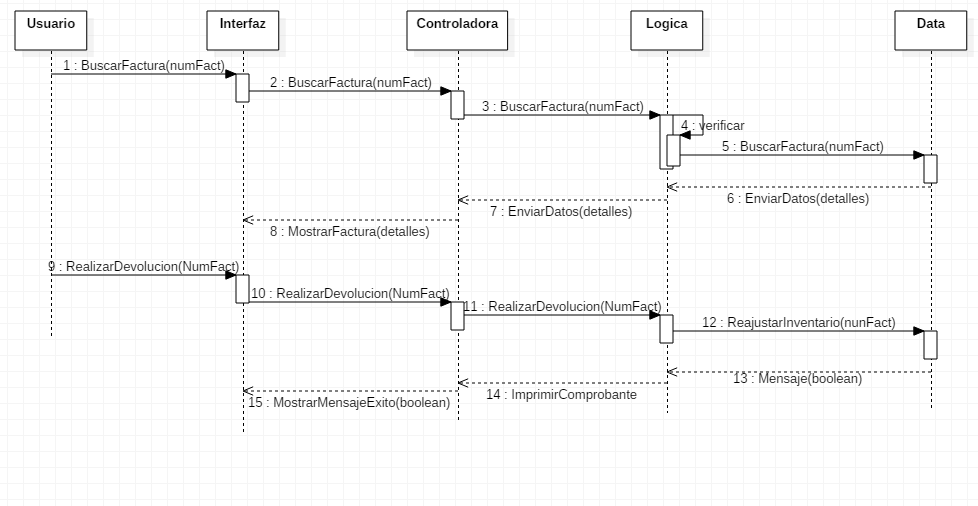 Usuario
Interfaz
Controladora
Logica
Data
1 : BuscarFactura(numFact)
2 : BuscarFactura(numFact)
3 : BuscarFactura(numFact)
4 : verificar
5 : BuscarFactura(numFact)
6 : EnviarDatos(detalles)
7 : EnviarDatos(detalles)
8 : MostrarFactura(detalles)
9 : RealizarDevolucion(NumFact)
10 : RealizarDevolucion(NumFact)
11 : RealizarDevolucion(NumFact)
12 : ReajustarInventario(nunFact)
13 : Mensaje(boolean)
14 : ImprimirComprobante
15 : MostrarMensajeExito(boolean)